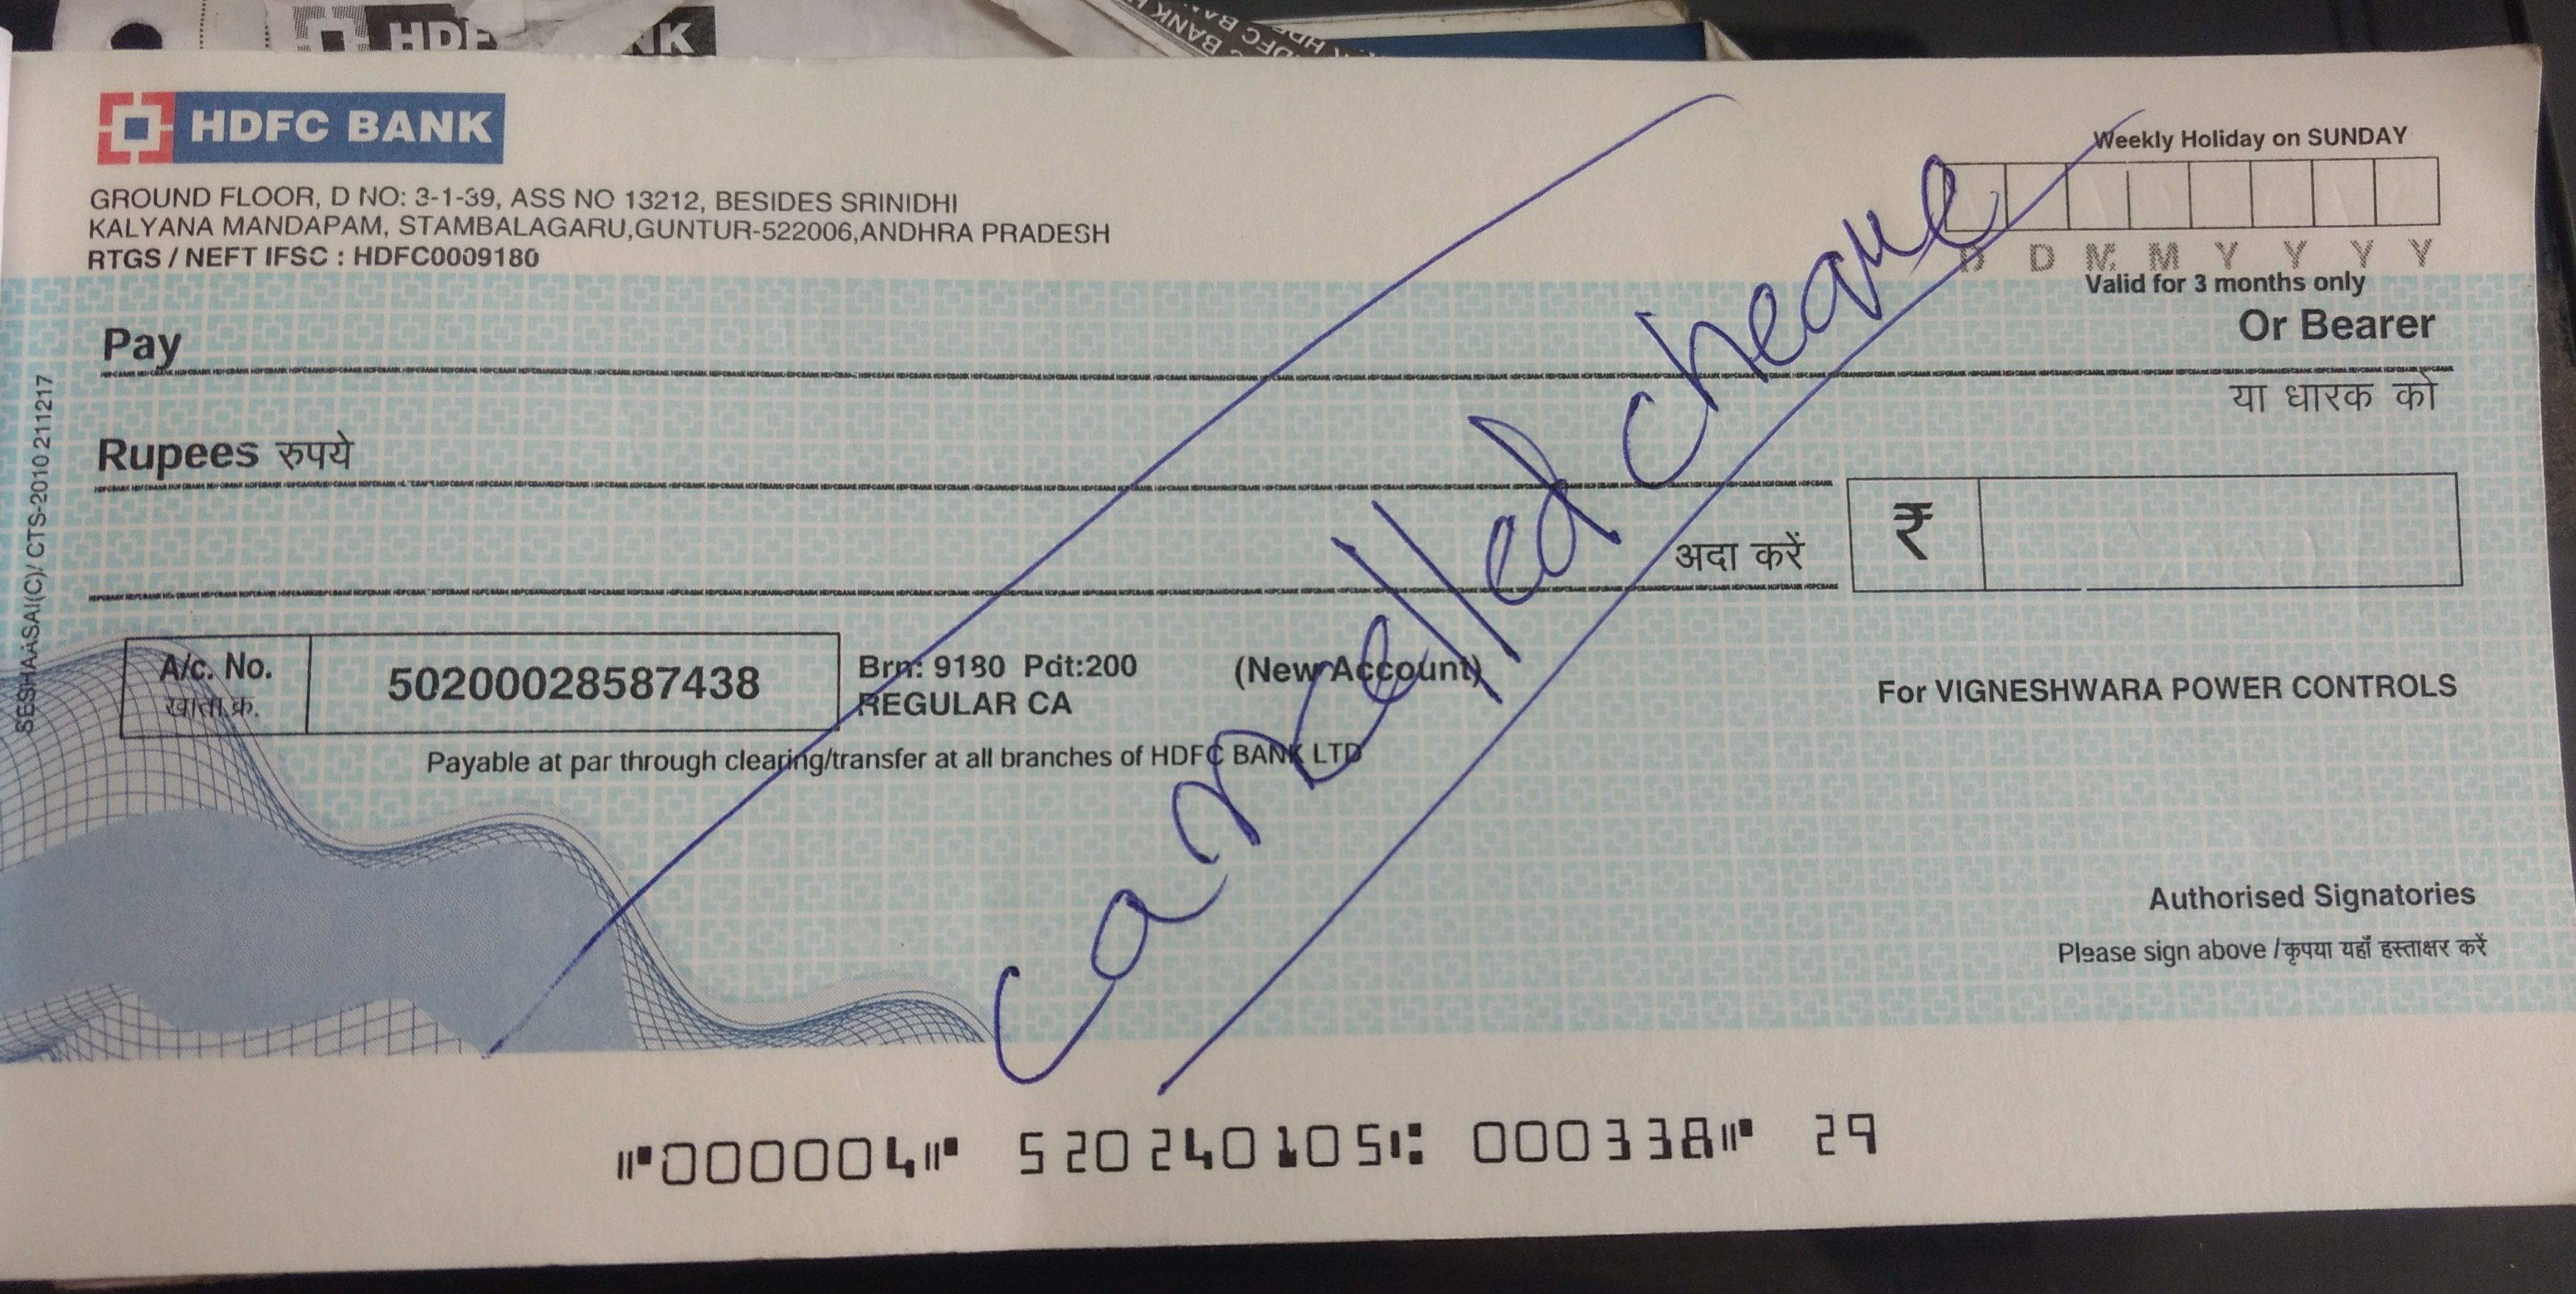 HDFC BANK
GROUND FLOOR, D NO: 3-1-39, ASS NO 13212, BESIDES SRINIDHI
KALYANA MANDAPAM, STAMBALAGARU,GUNTUR-522006,ANDHRA PRADESH
RTGS / NEFT IFSC : HDFC0009180
Weekly Holiday on SUNDAY
D D M M Y Y Y Y
Valid for 3 months only
Pay
Or Bearer
या धारक को
Rupees रुपये
अदा करें
₹
A/c. No.
खाता क्र.
50200028587438
Brn: 9180 Pdt:200 (New Account)
REGULAR CA
For VIGNESHWARA POWER CONTROLS
Payable at par through clearing/transfer at all branches of HDFC BANK LTD
cancelled cheque
Authorised Signatories
Please sign above /कृपया यहाँ हस्ताक्षर करें
SESHAASAI(C)/ CTS-2010 211217
⑈000004⑈ 520240105⑆ 000338⑈ 29